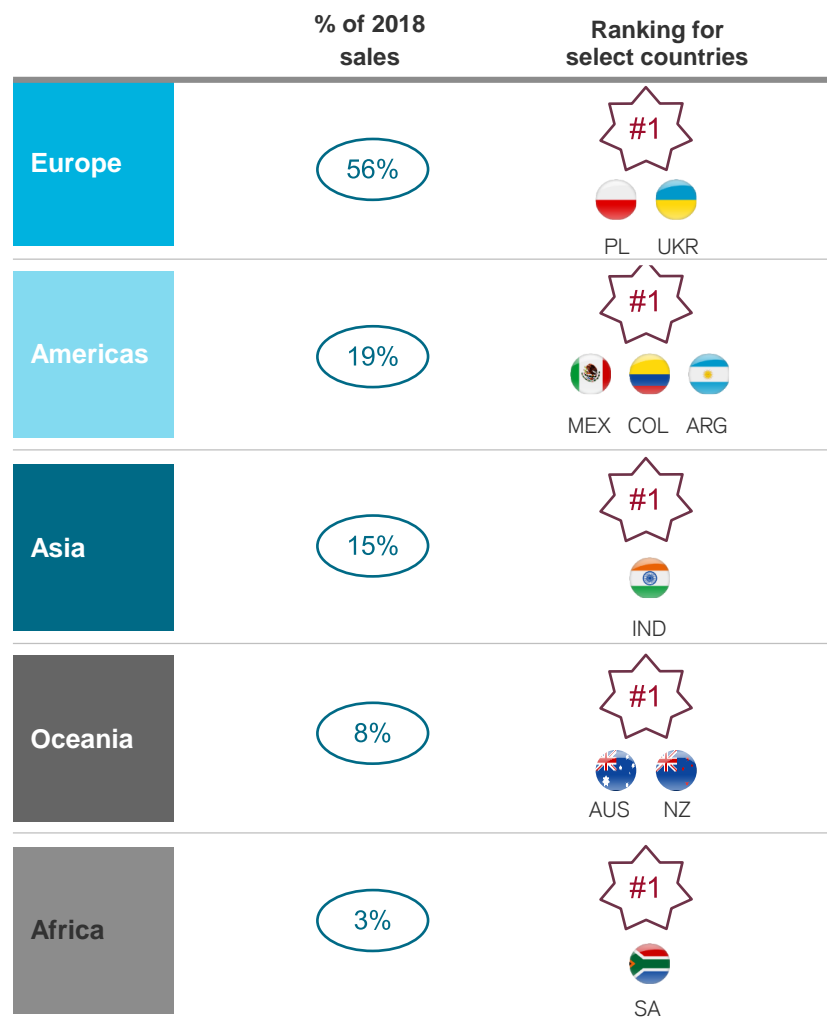 % of 2018
sales
Ranking for
select countries
Europe
56%
#1
PL UKR
Americas
19%
#1
MEX COL ARG
Asia
15%
#1
IND
Oceania
8%
#1
AUS NZ
Africa
3%
#1
SA